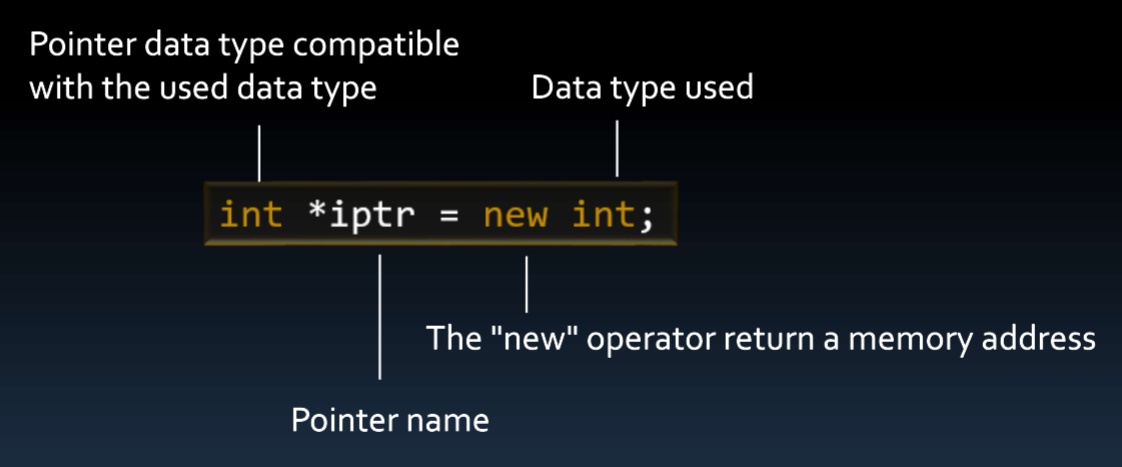 Pointer data type compatible
with the used data type
Data type used
int *iptr = new int;
The "new" operator return a memory address
Pointer name